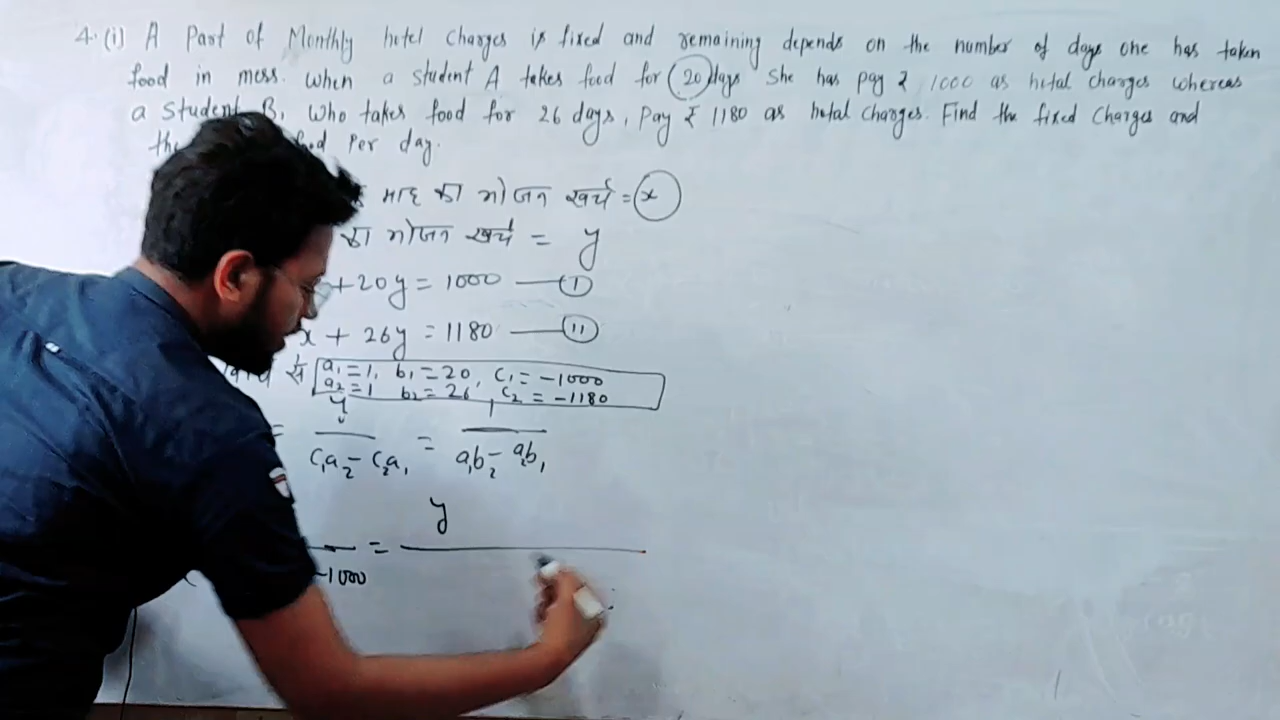 4. (i) A Part of Monthly hotel Charges is fixed and remaining depends on the number of days one has taken
food in mess. When a student A takes food for 20 days she has pay ₹ 1000 as hotal charges whereas
a Student B, Who takes food for 26 days, Pay ₹ 1180 as hotal Charges. Find the fixed Charges and
the Per day.
माह का भोजन खर्च = x
का भोजन खर्च = y
+ 20y = 1000 — (I)
x + 26y = 1180 — (II)
से a₁ = 1, b₁ = 20, c₁ = -1000
a₂ = 1 b₂ = 26 c₂ = -1180
= y/(c₁a₂ - c₂a₁) = 1/(a₁b₂ - a₂b₁)
y
=
-1000